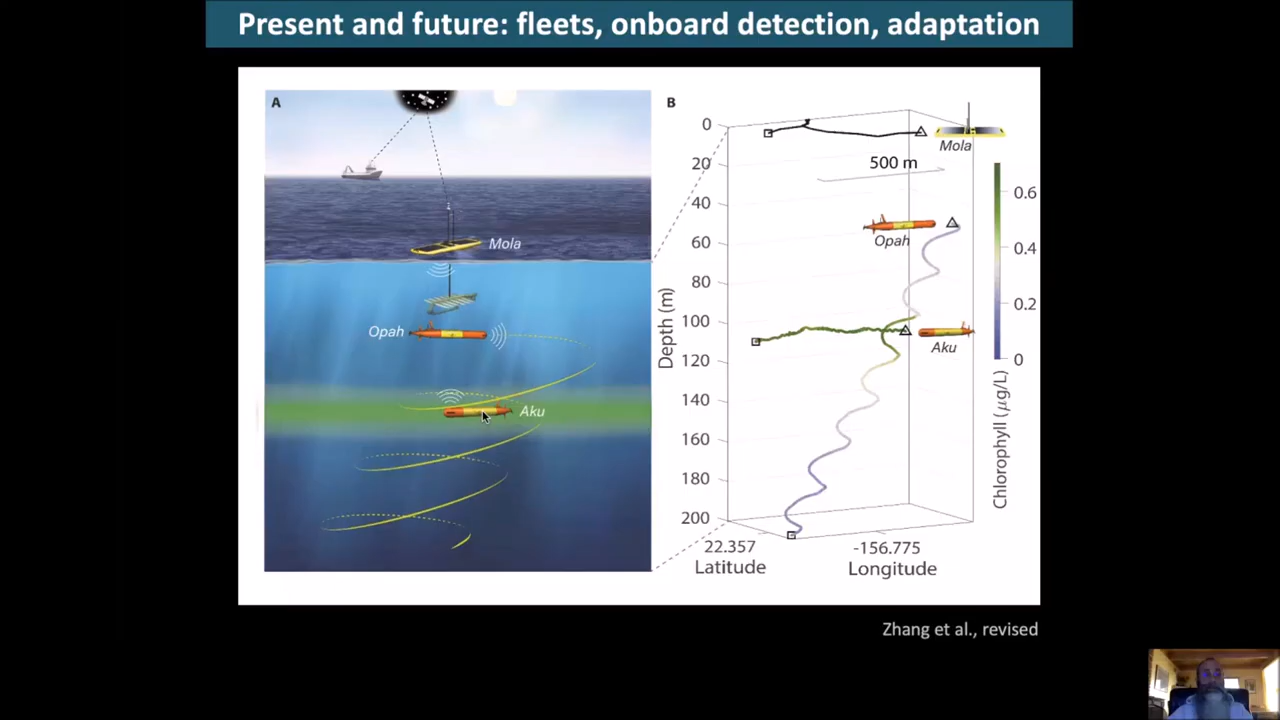 Present and future: fleets, onboard detection, adaptation
A
Mola
Opah
Aku
B
0
20
40
60
80
100
120
140
160
180
200
Depth (m)
500 m
Mola
Opah
Aku
0.6
0.4
0.2
0
Chlorophyll (µg/L)
22.357
Latitude
-156.775
Longitude
Zhang et al., revised